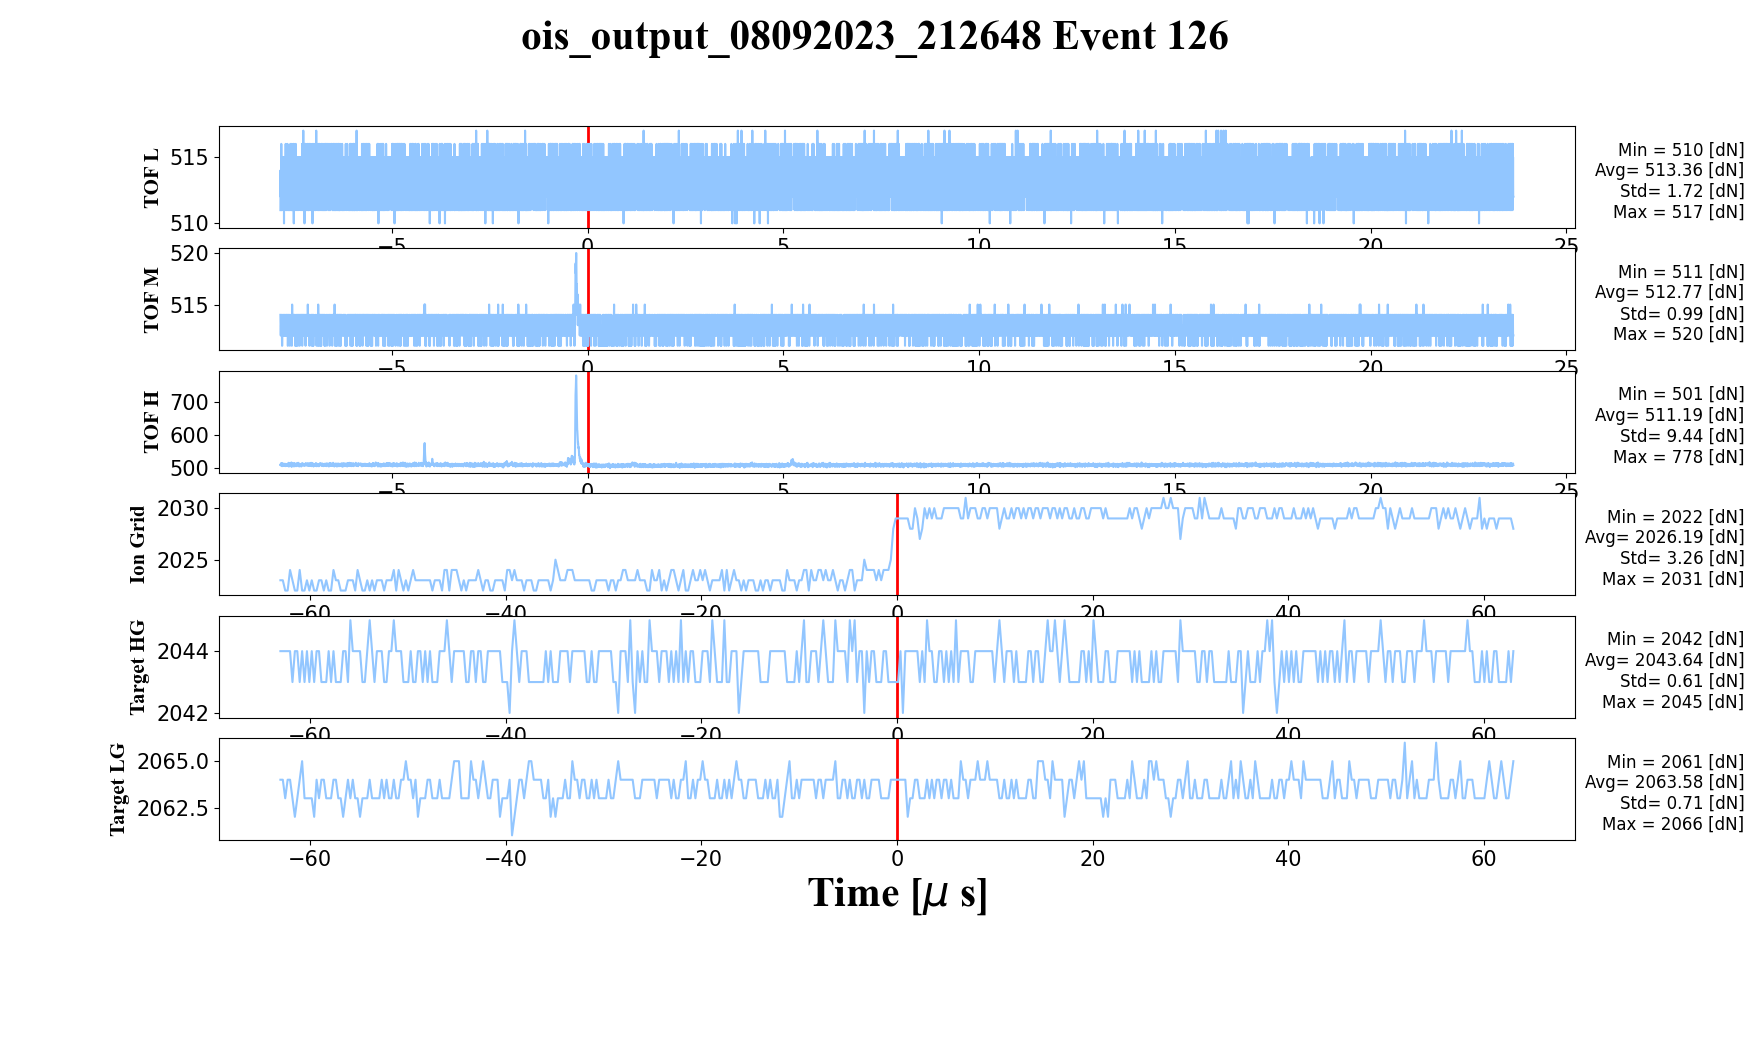 ois_output_08092023_212648 Event 126
TOF L
515
510
−5 0 5 10 15 20 25
Min = 510 [dN]
Avg= 513.36 [dN]
Std= 1.72 [dN]
Max = 517 [dN]
TOF M
520
515
−5 0 5 10 15 20 25
Min = 511 [dN]
Avg= 512.77 [dN]
Std= 0.99 [dN]
Max = 520 [dN]
TOF H
700
600
500
−5 0 5 10 15 20 25
Min = 501 [dN]
Avg= 511.19 [dN]
Std= 9.44 [dN]
Max = 778 [dN]
Ion Grid
2030
2025
−60 −40 −20 0 20 40 60
Min = 2022 [dN]
Avg= 2026.19 [dN]
Std= 3.26 [dN]
Max = 2031 [dN]
Target HG
2044
2042
−60 −40 −20 0 20 40 60
Min = 2042 [dN]
Avg= 2043.64 [dN]
Std= 0.61 [dN]
Max = 2045 [dN]
Target LG
2065.0
2062.5
−60 −40 −20 0 20 40 60
Min = 2061 [dN]
Avg= 2063.58 [dN]
Std= 0.71 [dN]
Max = 2066 [dN]
Time [μ s]